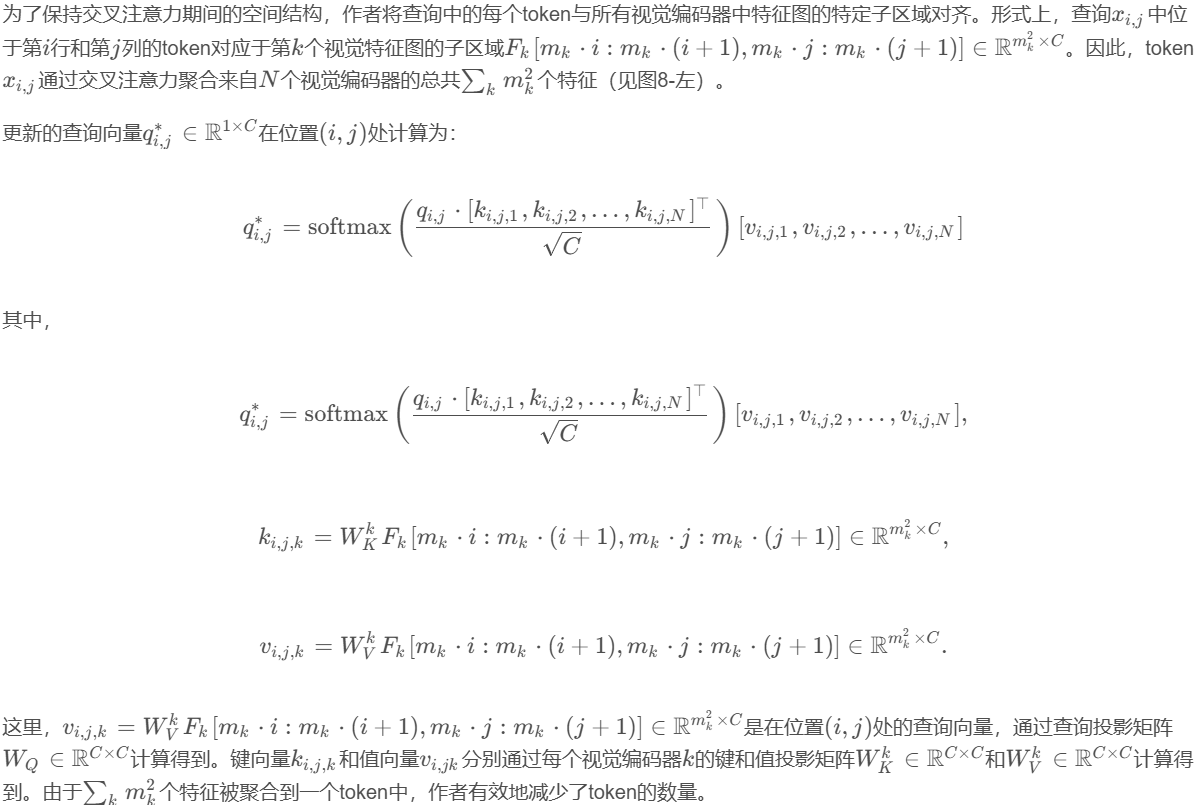 为了保持交叉注意力期间的空间结构，作者将查询中的每个token与所有视觉编码器中特征图的特定子区域对齐。形式上，查询$x_{i,j}$中位
于第$i$行和第$j$列的token对应于第$k$个视觉特征图的子区域$F_k[m_k \cdot i : m_k \cdot (i+1), m_k \cdot j : m_k \cdot (j+1)] \in \mathbb{R}^{m_k^2 \times C}$。因此，token
$x_{i,j}$通过交叉注意力聚合来自$N$个视觉编码器的总共$\sum_k m_k^2$个特征（见图8-左）。
更新的查询向量$q_{i,j}^* \in \mathbb{R}^{1 \times C}$在位置$(i,j)$处计算为：
$q_{i,j}^* = \text{softmax}\left(\frac{q_{i,j} \cdot [k_{i,j,1}, k_{i,j,2}, \ldots, k_{i,j,N}]^\top}{\sqrt{C}}\right) [v_{i,j,1}, v_{i,j,2}, \ldots, v_{i,j,N}]$
其中，
$q_{i,j}^* = \text{softmax}\left(\frac{q_{i,j} \cdot [k_{i,j,1}, k_{i,j,2}, \ldots, k_{i,j,N}]^\top}{\sqrt{C}}\right) [v_{i,j,1}, v_{i,j,2}, \ldots, v_{i,j,N}],$
$k_{i,j,k} = W_K^k F_k[m_k \cdot i : m_k \cdot (i+1), m_k \cdot j : m_k \cdot (j+1)] \in \mathbb{R}^{m_k^2 \times C},$
$v_{i,j,k} = W_V^k F_k[m_k \cdot i : m_k \cdot (i+1), m_k \cdot j : m_k \cdot (j+1)] \in \mathbb{R}^{m_k^2 \times C}.$
这里，$v_{i,j,k} = W_V^k F_k[m_k \cdot i : m_k \cdot (i+1), m_k \cdot j : m_k \cdot (j+1)] \in \mathbb{R}^{m_k^2 \times C}$是在位置$(i,j)$处的查询向量，通过查询投影矩阵
$W_Q \in \mathbb{R}^{C \times C}$计算得到。键向量$k_{i,j,k}$和值向量$v_{i,jk}$分别通过每个视觉编码器$k$的键和值投影矩阵$W_K^k \in \mathbb{R}^{C \times C}$和$W_V^k \in \mathbb{R}^{C \times C}$计算得
到。由于$\sum_k m_k^2$个特征被聚合到一个token中，作者有效地减少了token的数量。